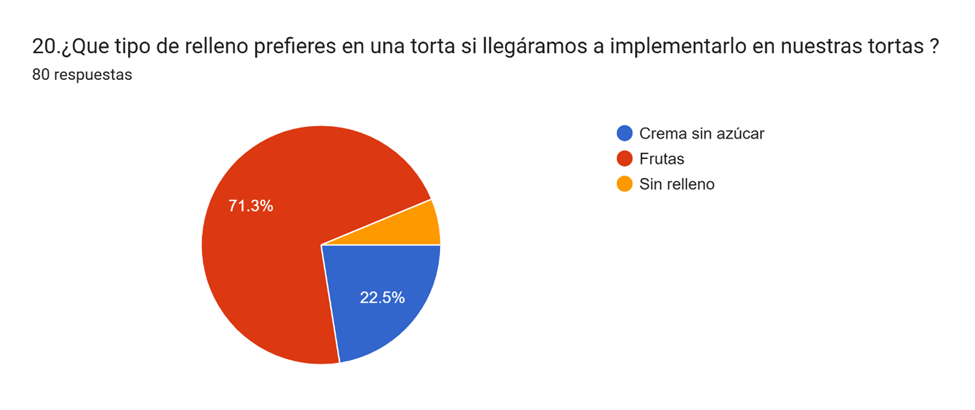 20.¿Que tipo de relleno prefieres en una torta si llegáramos a implementarlo en nuestras tortas ?
80 respuestas
Crema sin azúcar
Frutas
Sin relleno
71.3%
22.5%